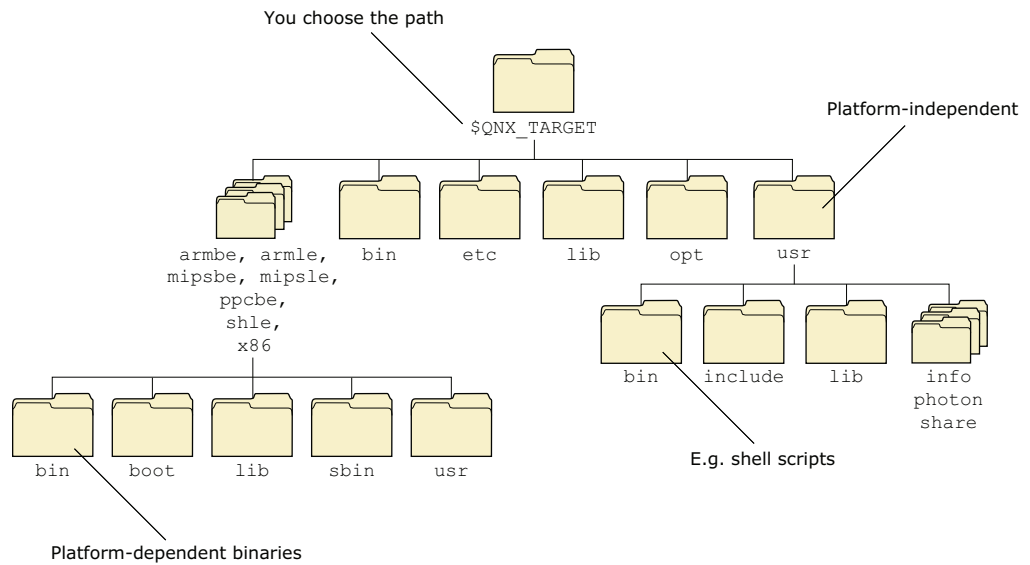 You choose the path
$QNX_TARGET
Platform-independent
armbe, armle,
mipsbe, mipsle,
ppcbe,
shle,
x86
bin
etc
lib
opt
usr
bin
include
lib
info
photon
share
bin
boot
lib
sbin
usr
E.g. shell scripts
Platform-dependent binaries